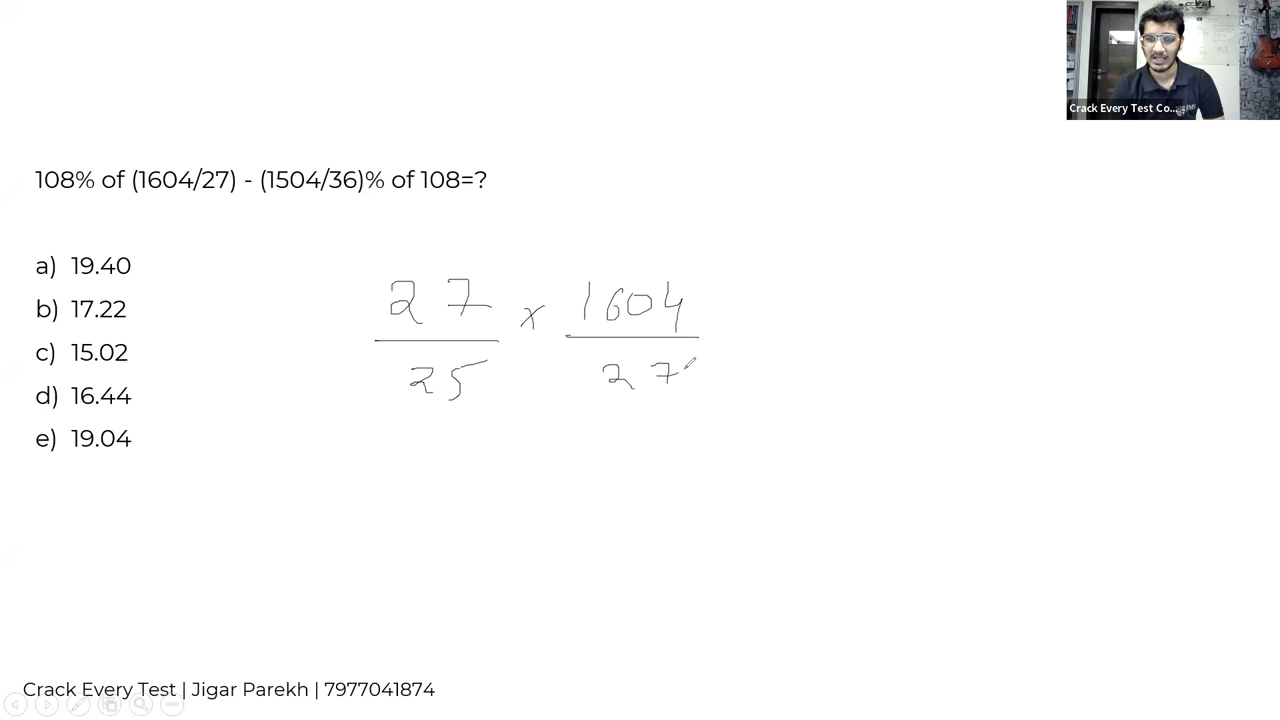 Crack Every Test Co...
108% of (1604/27) - (1504/36)% of 108=?
a) 19.40
b) 17.22
c) 15.02
d) 16.44
e) 19.04
27 x 1604
25 27
Crack Every Test | Jigar Parekh | 7977041874